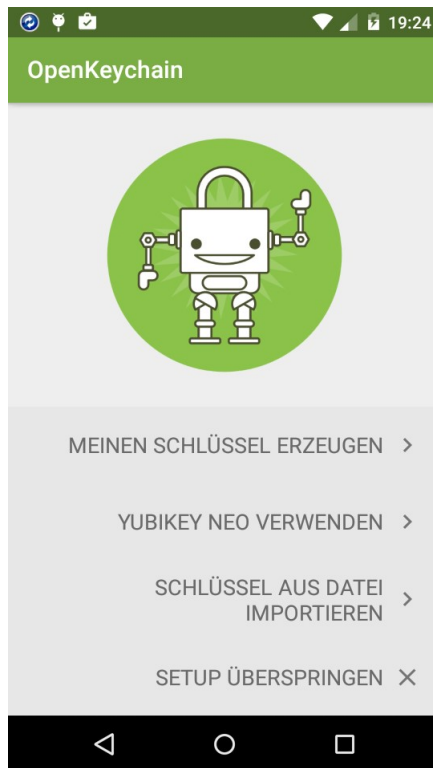 19:24
OpenKeychain
MEINEN SCHLÜSSEL ERZEUGEN
YUBIKEY NEO VERWENDEN
SCHLÜSSEL AUS DATEI
IMPORTIEREN
SETUP ÜBERSPRINGEN